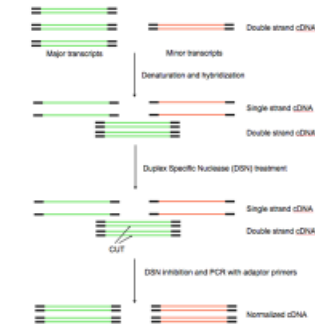 Double strand cDNA
Major transcripts Minor transcripts
Denaturation and hybridization
Single strand cDNA
Double strand cDNA
Duplex Specific Nuclease (DSN) treatment
Single strand cDNA
Double strand cDNA
CUT
DSN inhibition and PCR with adaptor primers
Normalized cDNA